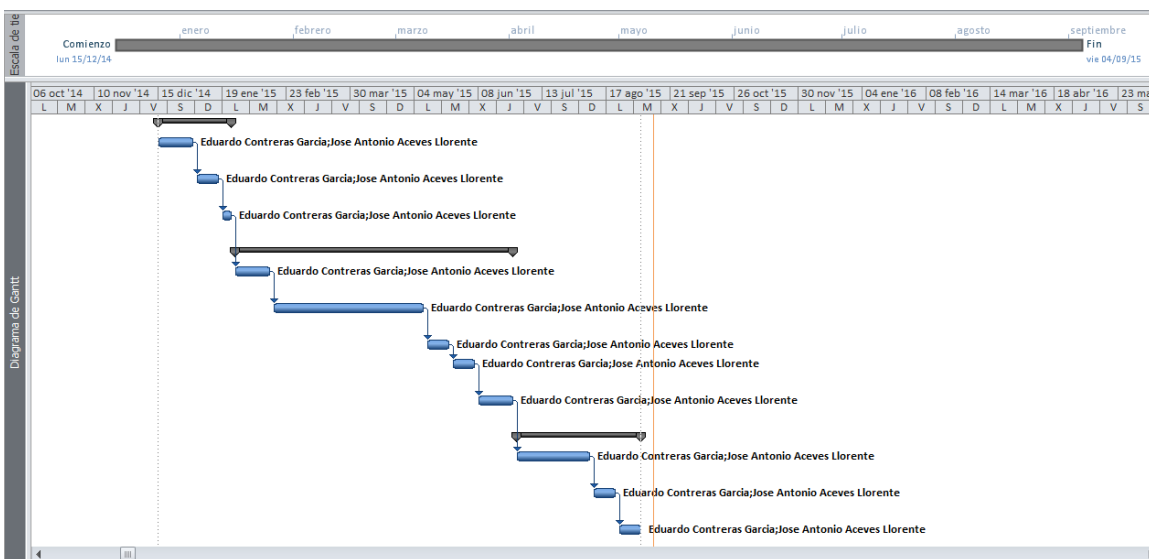 Escala de tie
enero febrero marzo abril mayo junio julio agosto septiembre
Comienzo
lun 15/12/14
Fin
vie 04/09/15
Diagrama de Gantt
06 oct '14 10 nov '14 15 dic '14 19 ene '15 23 feb '15 30 mar '15 04 may '15 08 jun '15 13 jul '15 17 ago '15 21 sep '15 26 oct '15 30 nov '15 04 ene '16 08 feb '16 14 mar '16 18 abr '16 23 ma
L M X J V S D L M X J V S D L M X J V S D L M X J V S D L M X J V S
Eduardo Contreras Garcia;Jose Antonio Aceves Llorente
Eduardo Contreras Garcia;Jose Antonio Aceves Llorente
Eduardo Contreras Garcia;Jose Antonio Aceves Llorente
Eduardo Contreras Garcia;Jose Antonio Aceves Llorente
Eduardo Contreras Garcia;Jose Antonio Aceves Llorente
Eduardo Contreras Garcia;Jose Antonio Aceves Llorente
Eduardo Contreras Garcia;Jose Antonio Aceves Llorente
Eduardo Contreras Garcia;Jose Antonio Aceves Llorente
Eduardo Contreras Garcia;Jose Antonio Aceves Llorente
Eduardo Contreras Garcia;Jose Antonio Aceves Llorente
Eduardo Contreras Garcia;Jose Antonio Aceves Llorente